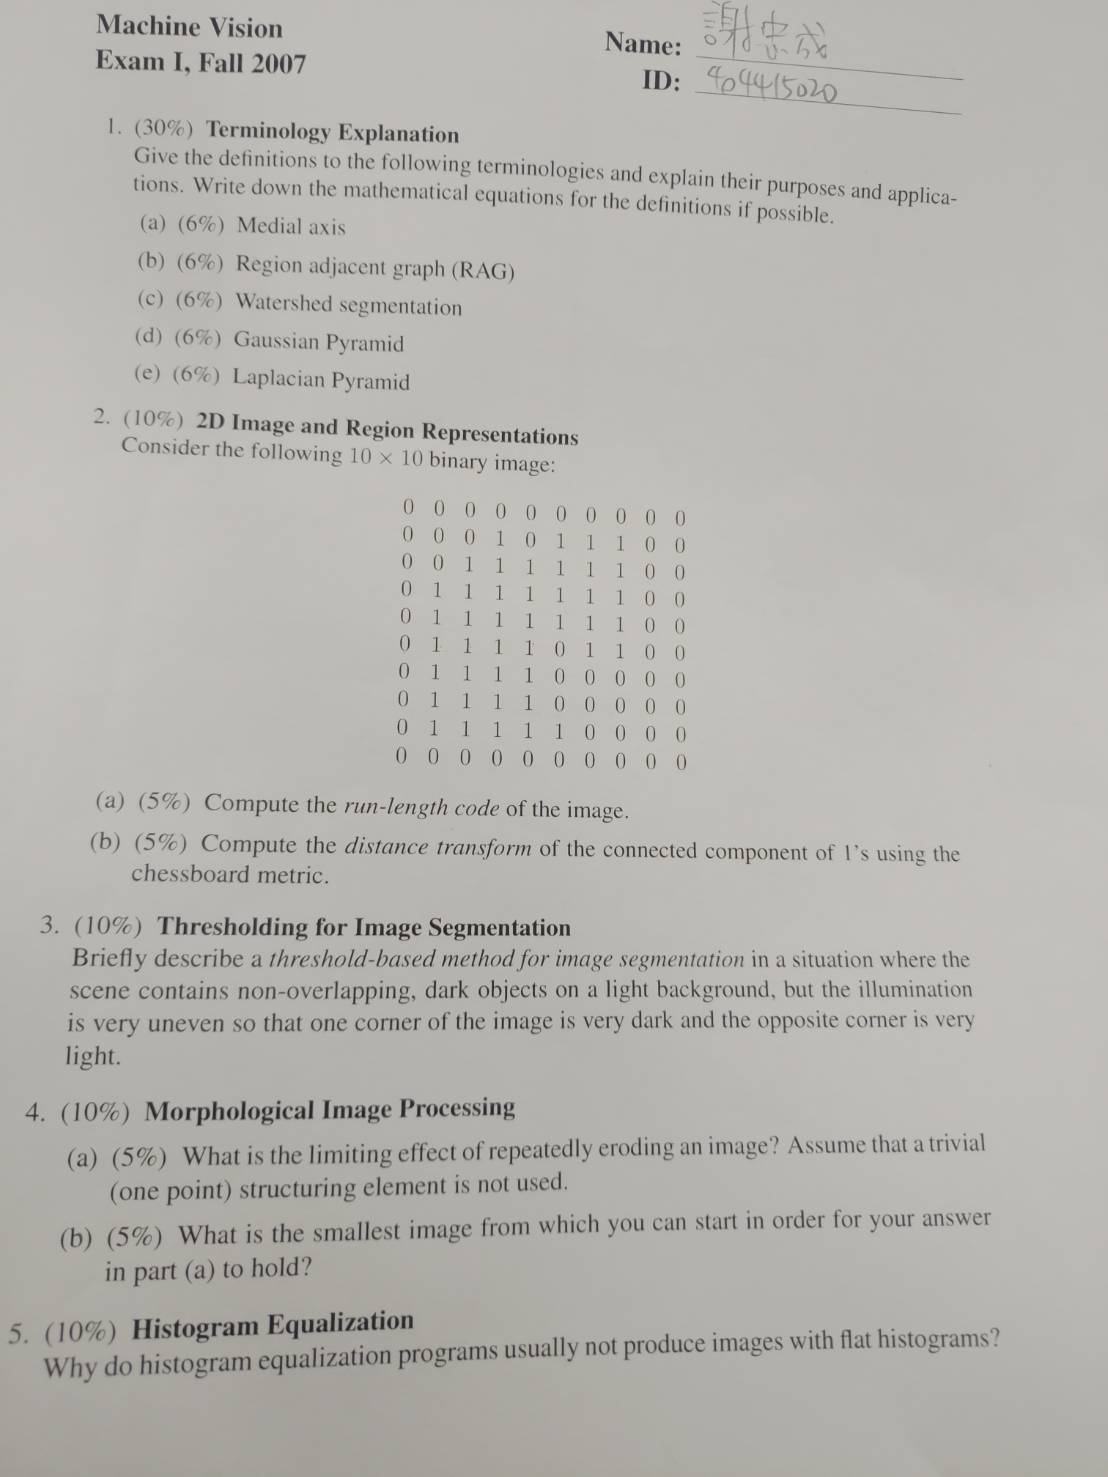 Machine Vision
Exam I, Fall 2007
Name: 謝忠成
ID: 404415020
1. (30%) Terminology Explanation
Give the definitions to the following terminologies and explain their purposes and applica-
tions. Write down the mathematical equations for the definitions if possible.
(a) (6%) Medial axis
(b) (6%) Region adjacent graph (RAG)
(c) (6%) Watershed segmentation
(d) (6%) Gaussian Pyramid
(e) (6%) Laplacian Pyramid
2. (10%) 2D Image and Region Representations
Consider the following 10 × 10 binary image:
0 0 0 0 0 0 0 0 0 0
0 0 0 1 0 1 1 1 0 0
0 0 1 1 1 1 1 1 0 0
0 1 1 1 1 1 1 1 0 0
0 1 1 1 1 1 1 1 0 0
0 1 1 1 1 0 1 1 0 0
0 1 1 1 1 0 0 0 0 0
0 1 1 1 1 0 0 0 0 0
0 1 1 1 1 1 0 0 0 0
0 0 0 0 0 0 0 0 0 0
(a) (5%) Compute the run-length code of the image.
(b) (5%) Compute the distance transform of the connected component of 1's using the
chessboard metric.
3. (10%) Thresholding for Image Segmentation
Briefly describe a threshold-based method for image segmentation in a situation where the
scene contains non-overlapping, dark objects on a light background, but the illumination
is very uneven so that one corner of the image is very dark and the opposite corner is very
light.
4. (10%) Morphological Image Processing
(a) (5%) What is the limiting effect of repeatedly eroding an image? Assume that a trivial
(one point) structuring element is not used.
(b) (5%) What is the smallest image from which you can start in order for your answer
in part (a) to hold?
5. (10%) Histogram Equalization
Why do histogram equalization programs usually not produce images with flat histograms?